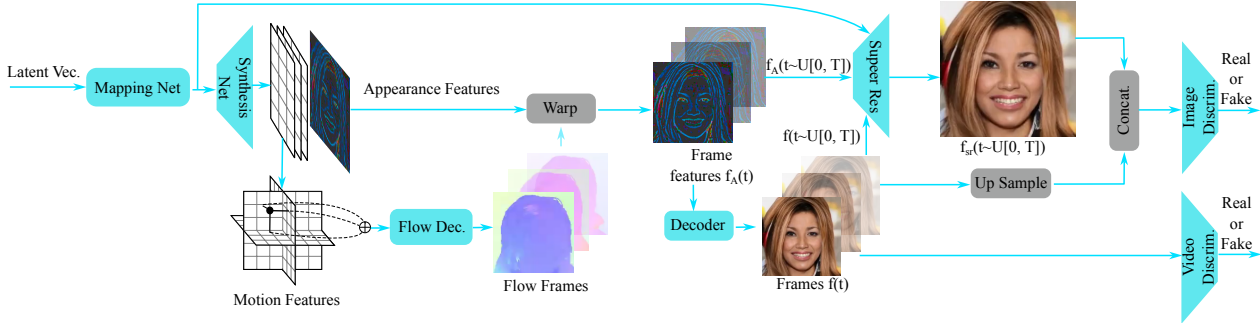 Latent Vec.
Mapping Net
Synthesis
Net
Appearance Features
Warp
Motion Features
Flow Dec.
Flow Frames
Frame
features f_A(t)
Decoder
Frames f(t)
f_A(t~U[0, T])
f(t~U[0, T])
Supeer Res
f_sr(t~U[0, T])
Up Sample
Concat.
Image
Discrim.
Real
or
Fake
Video
Discrim.
Real
or
Fake